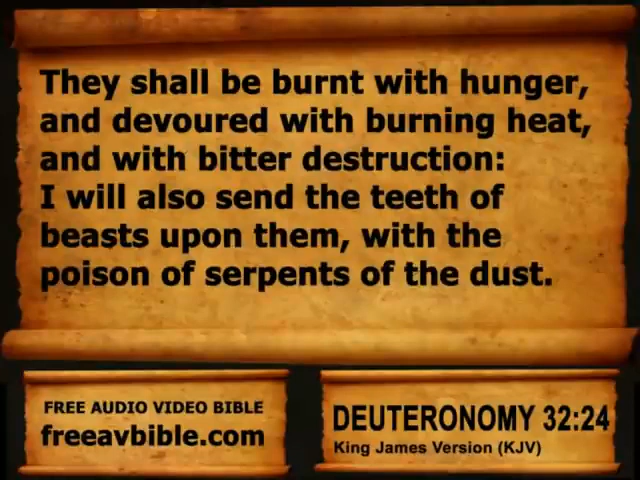 They shall be burnt with hunger,
and devoured with burning heat,
and with bitter destruction:
I will also send the teeth of
beasts upon them, with the
poison of serpents of the dust.
FREE AUDIO VIDEO BIBLE
freeavbible.com
DEUTERONOMY 32:24
King James Version (KJV)